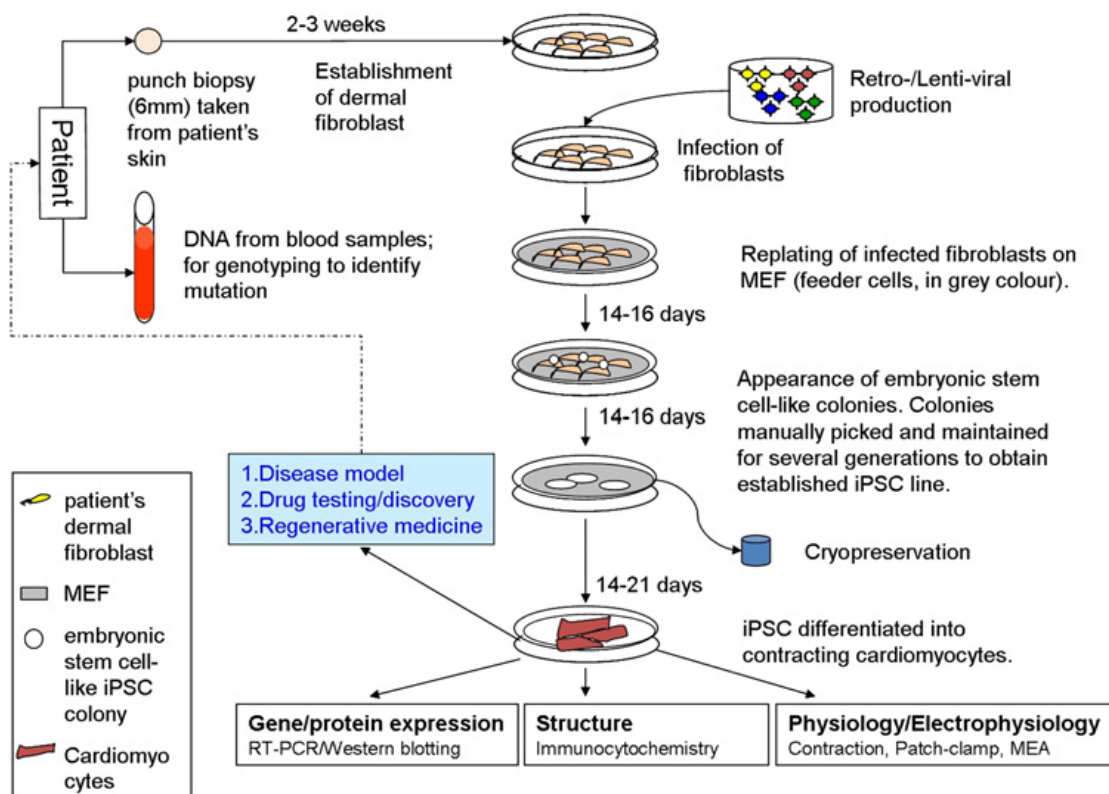 2-3 weeks
punch biopsy
(6mm) taken
from patient's
skin
Establishment
of dermal
fibroblast
Retro-/Lenti-viral
production
Infection of
fibroblasts
Patient
DNA from blood samples;
for genotyping to identify
mutation
Replating of infected fibroblasts on
MEF (feeder cells, in grey colour).
14-16 days
Appearance of embryonic stem
cell-like colonies. Colonies
manually picked and maintained
for several generations to obtain
established iPSC line.
14-16 days
1.Disease model
2.Drug testing/discovery
3.Regenerative medicine
Cryopreservation
14-21 days
iPSC differentiated into
contracting cardiomyocytes.
patient's
dermal
fibroblast
MEF
embryonic
stem cell-
like iPSC
colony
Cardiomyo
cytes
Gene/protein expression
RT-PCR/Western blotting
Structure
Immunocytochemistry
Physiology/Electrophysiology
Contraction, Patch-clamp, MEA